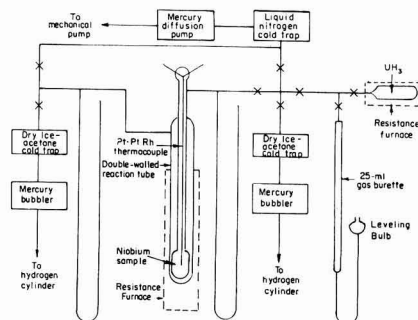 To
mechanical
pump
Mercury
diffusion
pump
Liquid
nitrogen
cold trap
UH3
Resistance
furnace
Dry Ice-
acetone
cold trap
Pt-Pt Rh
thermocouple
Double-walled
reaction tube
Dry Ice-
acetone
cold trap
25-ml
gas burette
Mercury
bubbler
Mercury
bubbler
Leveling
Bulb
Niobium
sample
To
hydrogen
cylinder
Resistance
Furnace
To
hydrogen
cylinder